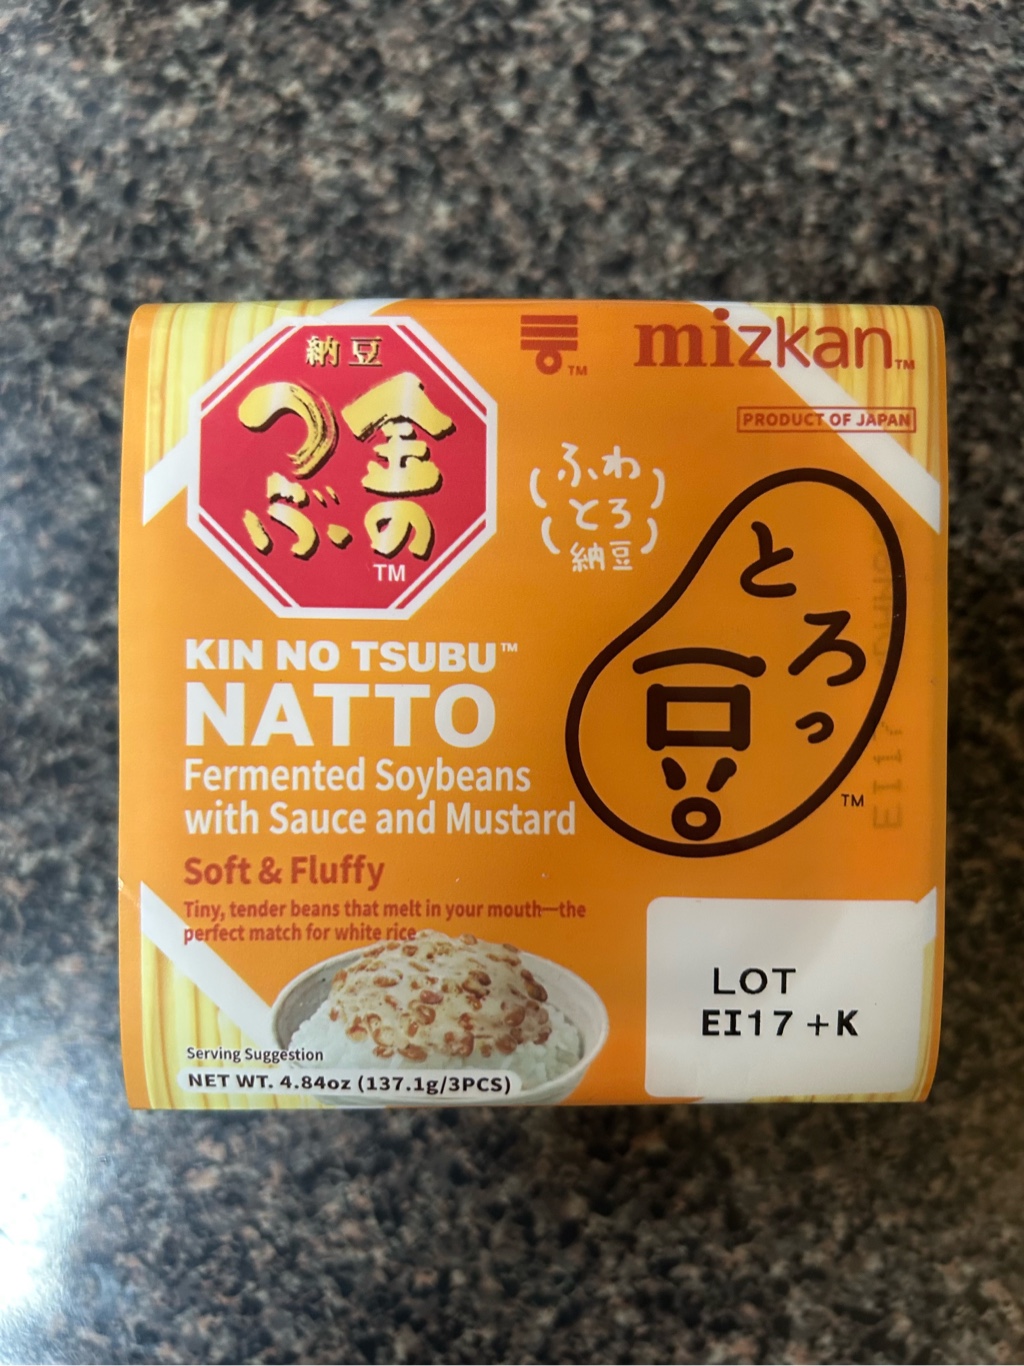 納豆
金の
つぶ
TM
TM
mizkan TM
PRODUCT OF JAPAN
ふわ
とろ
納豆
とろっ
豆
TM
KIN NO TSUBU™
NATTO
Fermented Soybeans
with Sauce and Mustard
Soft & Fluffy
Tiny, tender beans that melt in your mouth—the
perfect match for white rice
LOT
EI17 +K
Serving Suggestion
NET WT. 4.84oz (137.1g/3PCS)